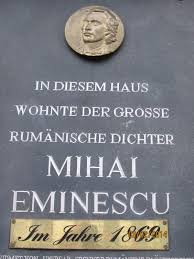 IN DIESEM HAUS
WOHNTE DER GROSSE
RUMÄNISCHE DICHTER
MIHAI
EMINESCU
Im Jahre 1869